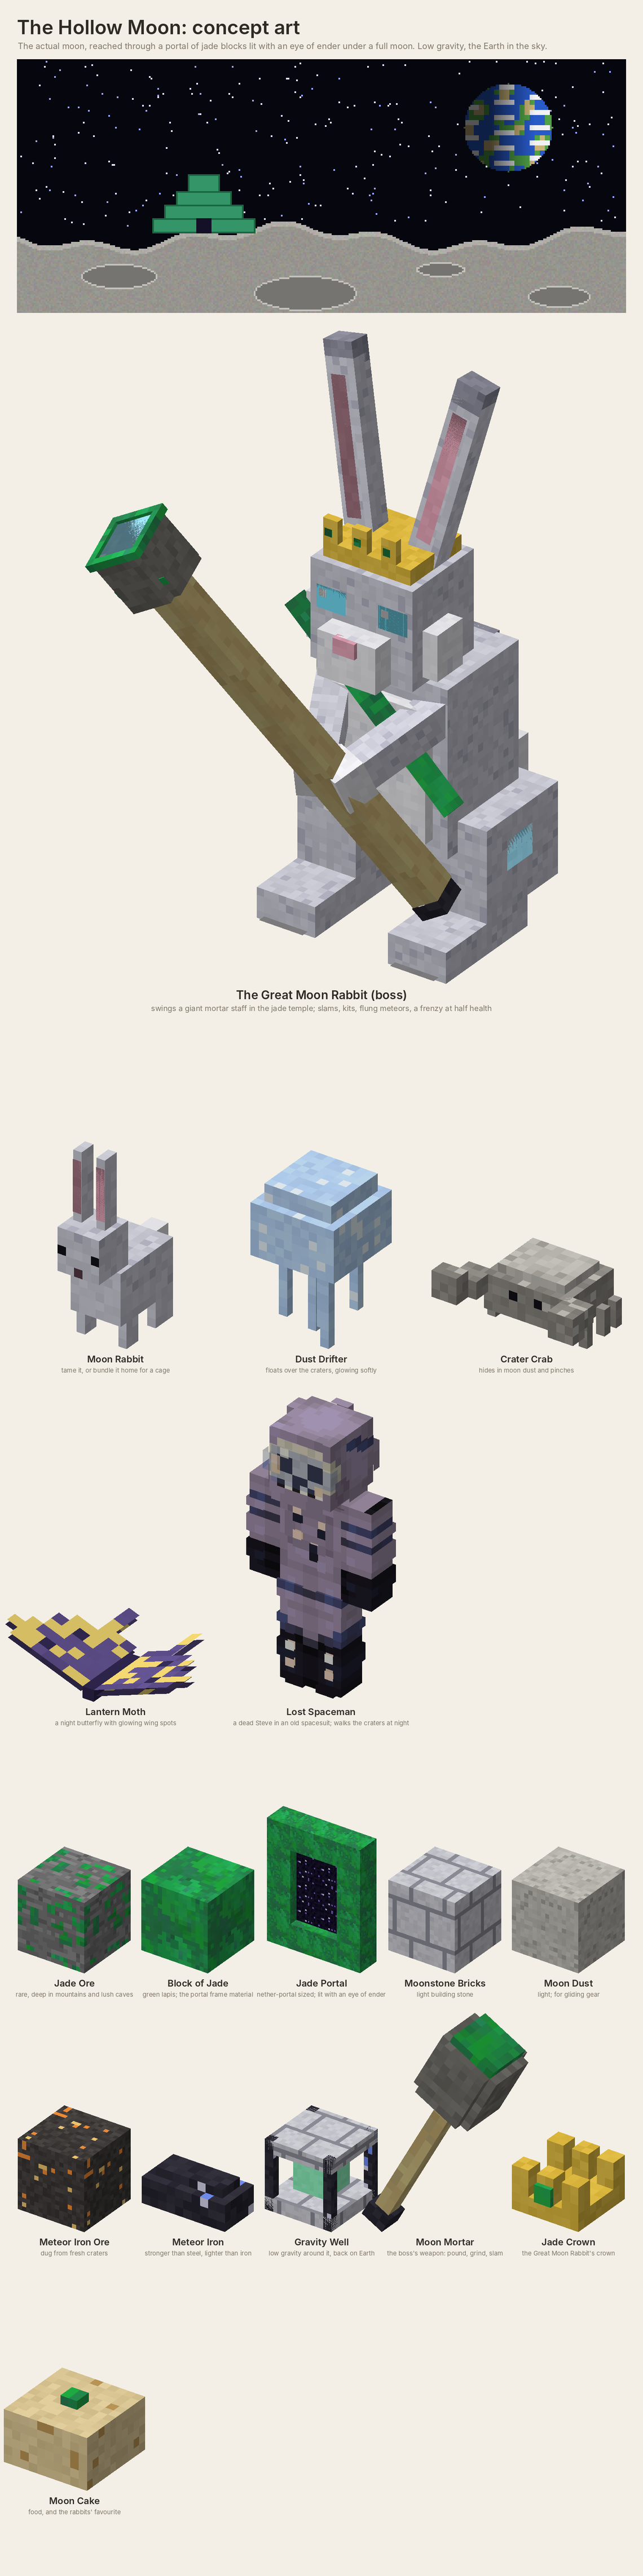 The Hollow Moon: concept art
The actual moon, reached through a portal of jade blocks lit with an eye of ender under a full moon. Low gravity, the Earth in the sky.
The Great Moon Rabbit (boss)
swings a giant mortar staff in the jade temple; slams, kits, flung meteors, a frenzy at half health
Moon Rabbit
tame it, or bundle it home for a cage
Dust Drifter
floats over the craters, glowing softly
Crater Crab
hides in moon dust and pinches
Lantern Moth
a night butterfly with glowing wing spots
Lost Spaceman
a dead Steve in an old spacesuit; walks the craters at night
Jade Ore
rare, deep in mountains and lush caves
Block of Jade
green lapis; the portal frame material
Jade Portal
nether-portal sized; lit with an eye of ender
Moonstone Bricks
light building stone
Moon Dust
light; for gliding gear
Meteor Iron Ore
dug from fresh craters
Meteor Iron
stronger than steel, lighter than iron
Gravity Well
low gravity around it, back on Earth
Moon Mortar
the boss's weapon: pound, grind, slam
Jade Crown
the Great Moon Rabbit's crown
Moon Cake
food, and the rabbits' favourite